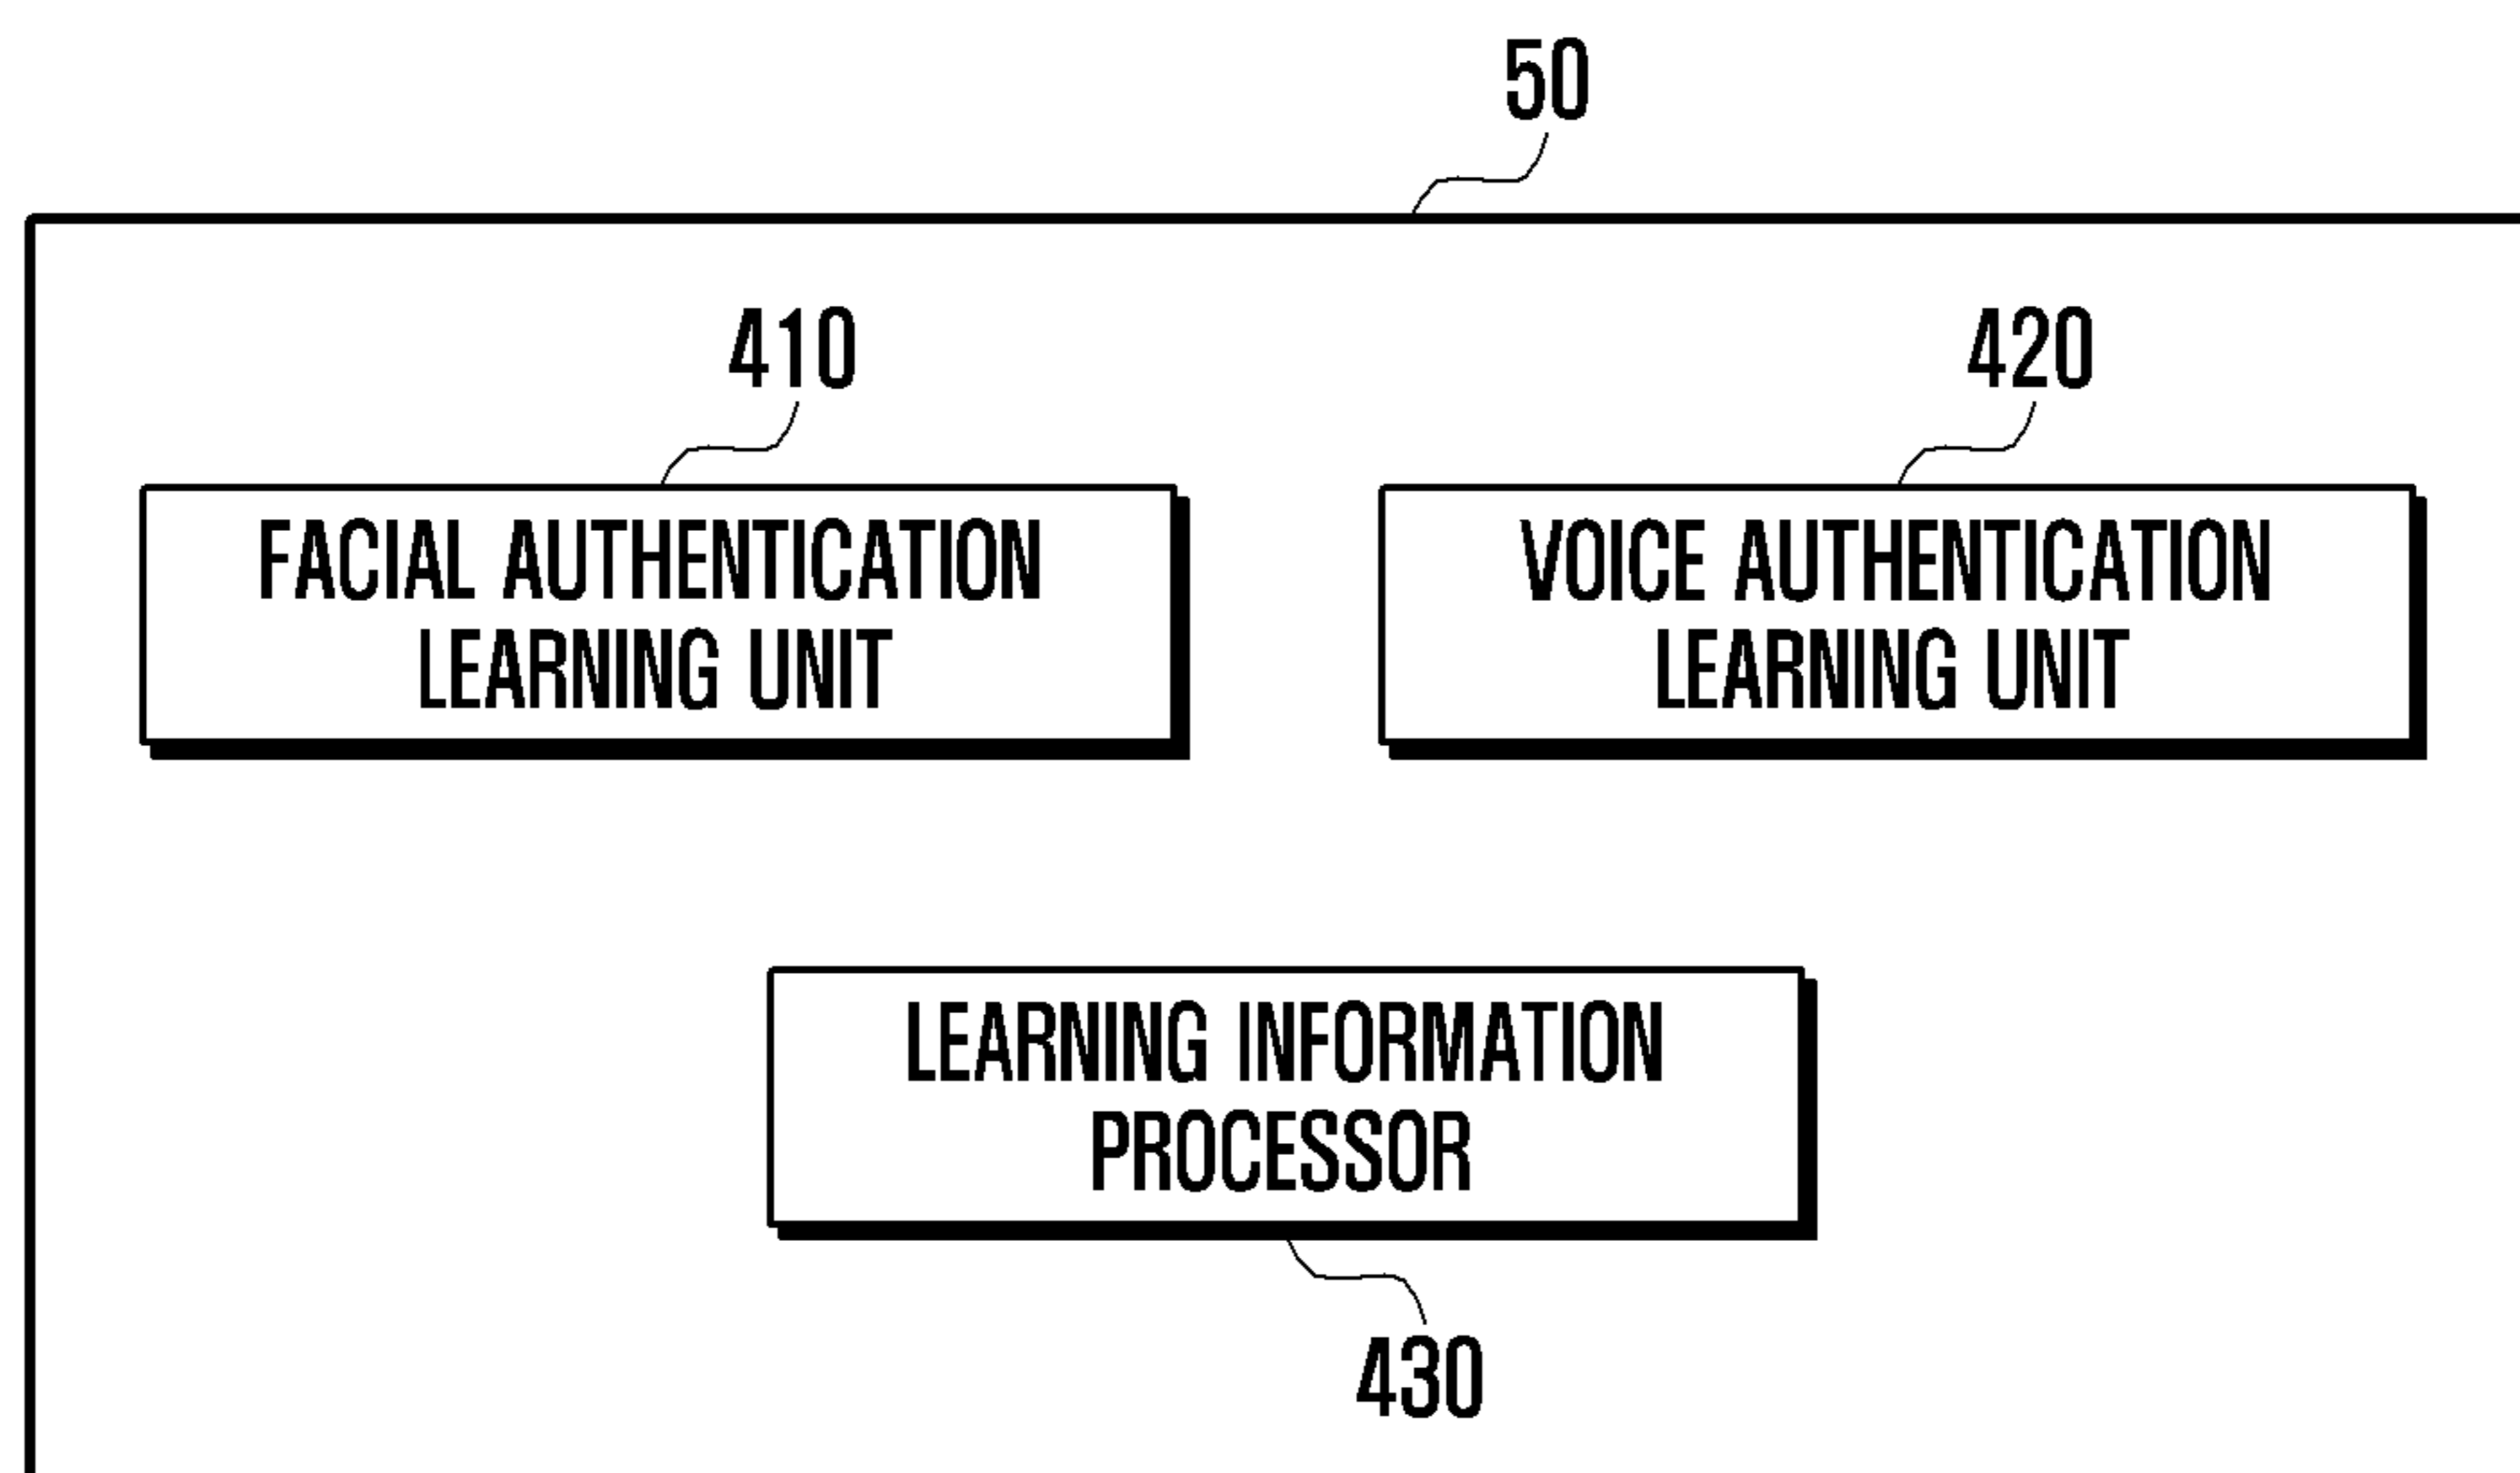 50
410
420
FACIAL AUTHENTICATION
LEARNING UNIT
VOICE AUTHENTICATION
LEARNING UNIT
LEARNING INFORMATION
PROCESSOR
430